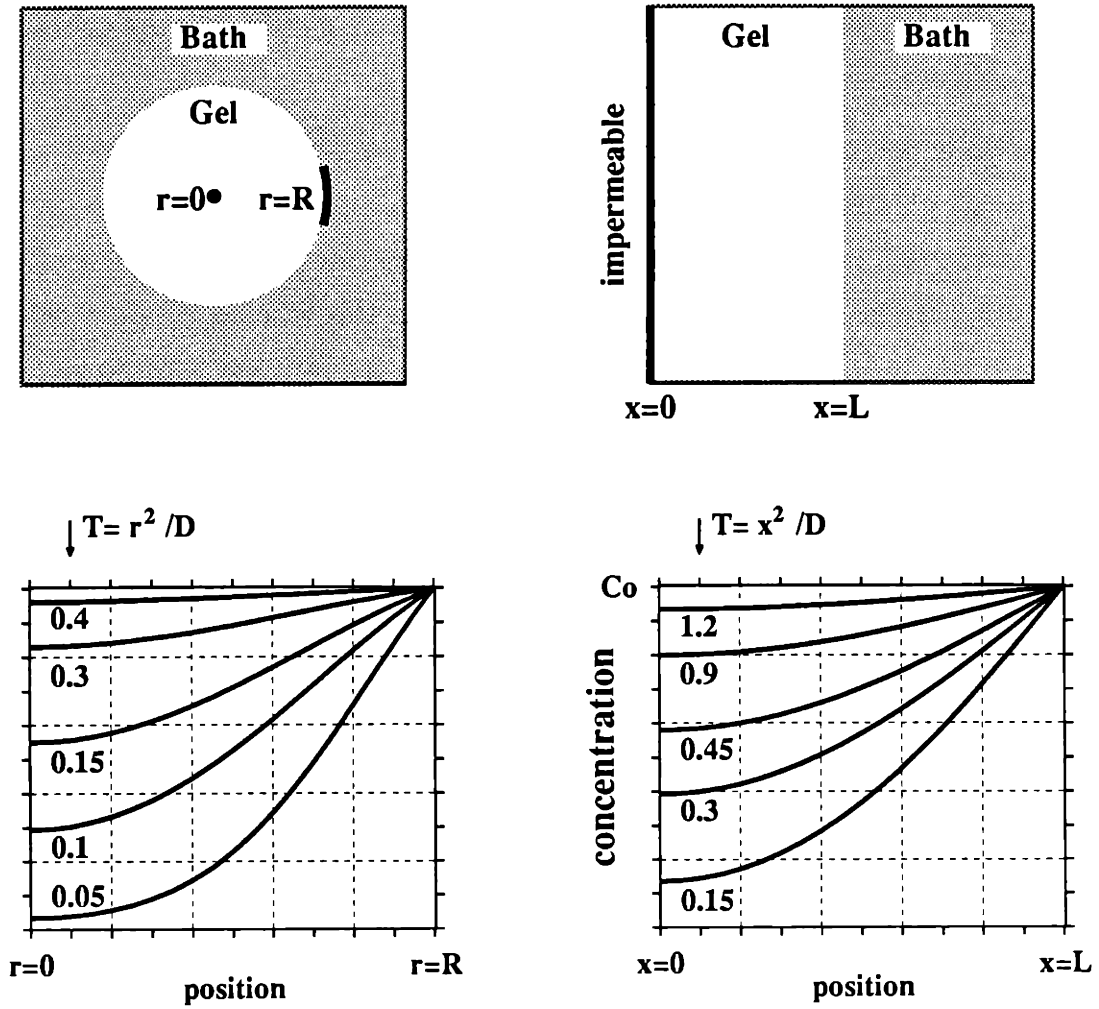 Bath
Gel
r=0 r=R
Gel Bath
impermeable
x=0 x=L
↓ T= r² /D
0.4
0.3
0.15
0.1
0.05
r=0 r=R
position
↓ T= x² /D
Co
concentration
1.2
0.9
0.45
0.3
0.15
x=0 x=L
position